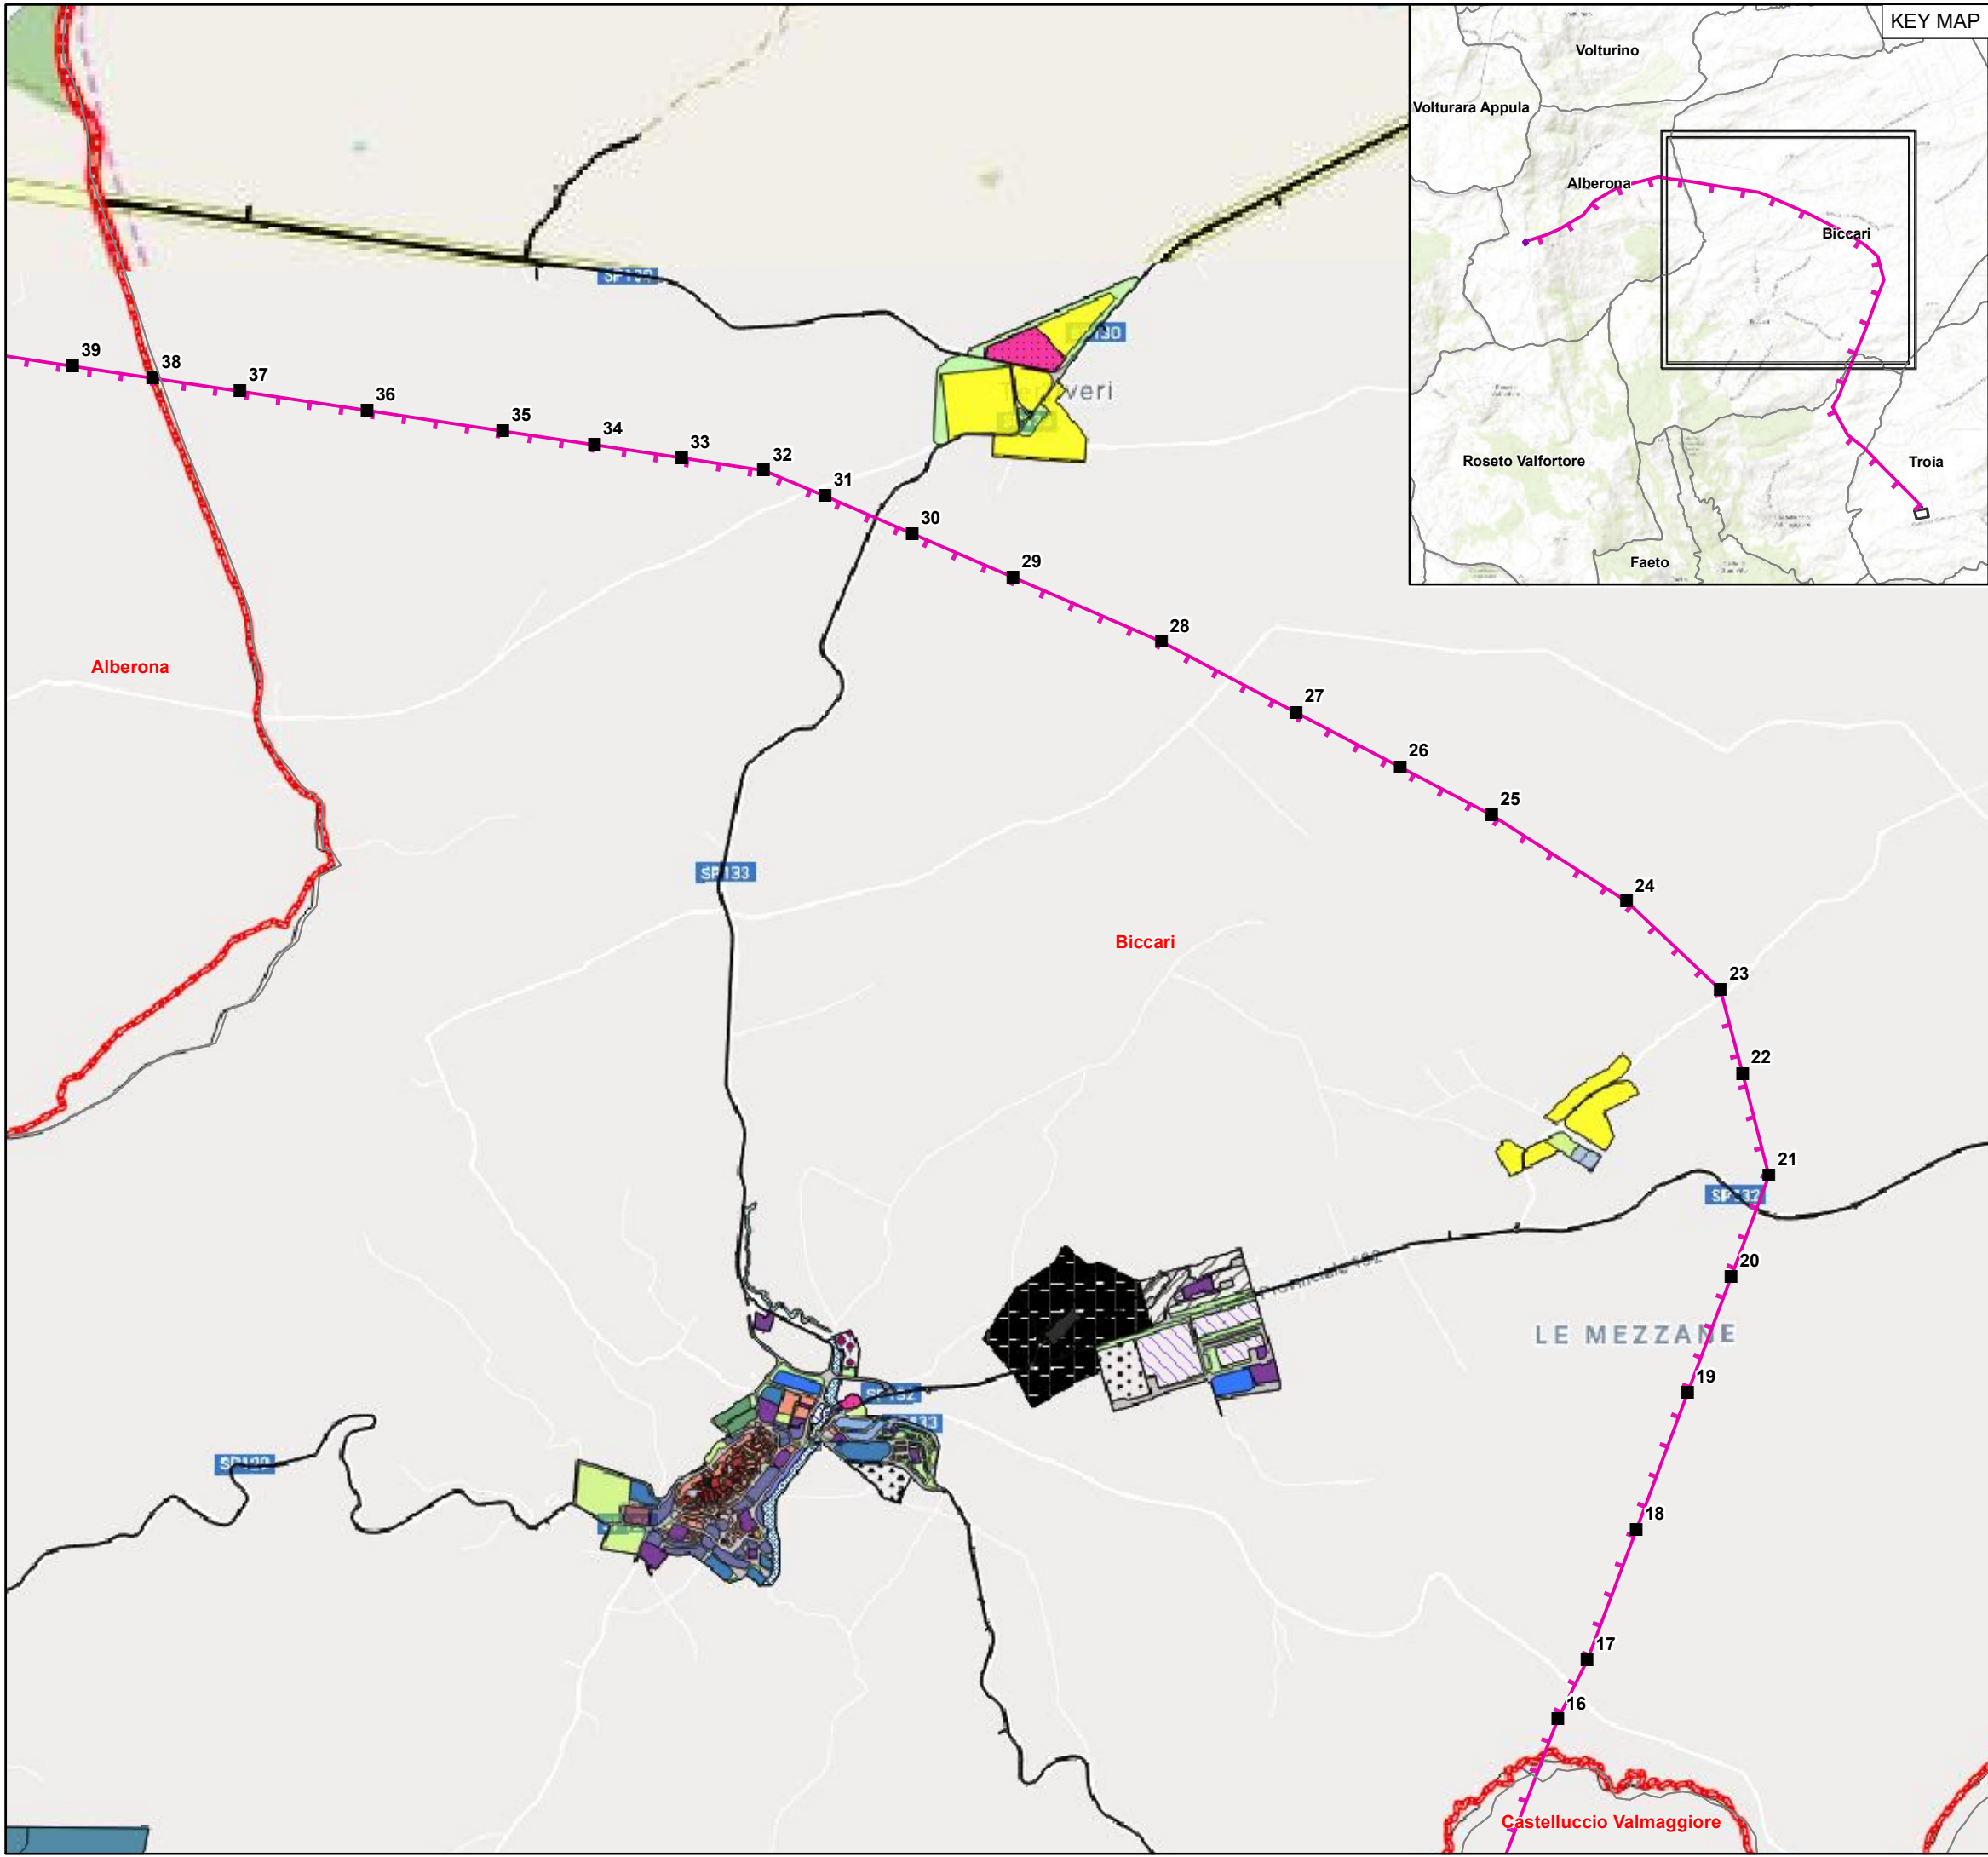 KEY MAP
Volturino
Volturara Appula
Alberona
Biccari
Roseto Valfortore
Troia
Faeto
39
38
37
36
35
34
33
32
31
30
29
28
27
26
25
24
23
22
21
20
19
18
17
16
Alberona
SP133
Biccari
SP132
LE MEZZANE
SP132
SP129
Castelluccio Valmaggiore